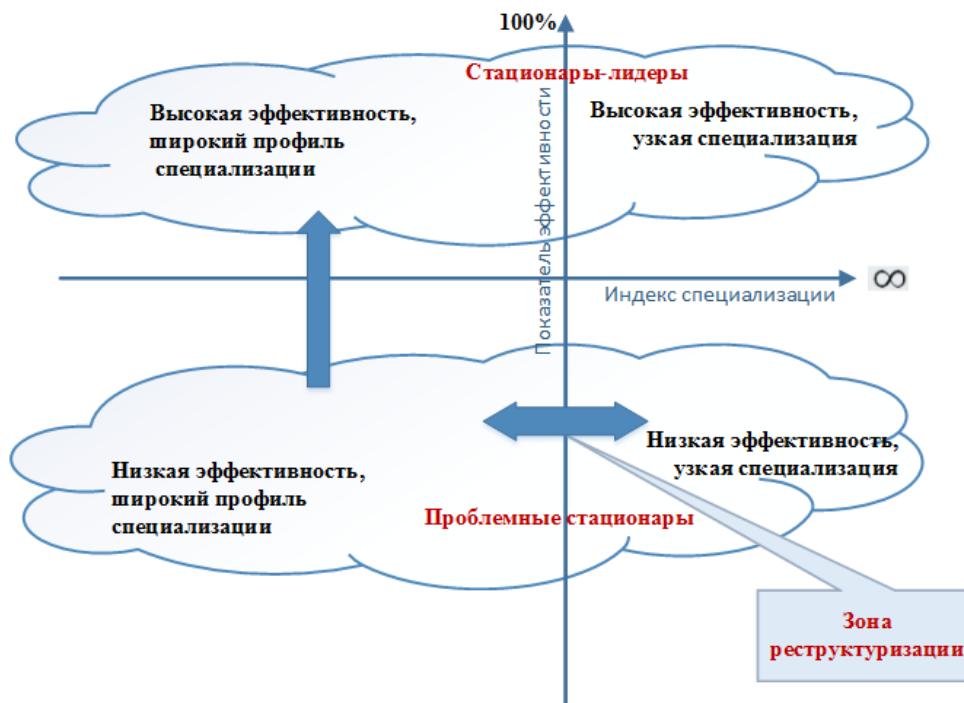 100%
Стационары-лидеры
Высокая эффективность,
широкий профиль
специализации
Высокая эффективность,
узкая специализация
Показатель эффективности
Индекс специализации
∞
Низкая эффективность,
широкий профиль
специализации
Низкая эффективность,
узкая специализация
Проблемные стационары
Зона
реструктуризации